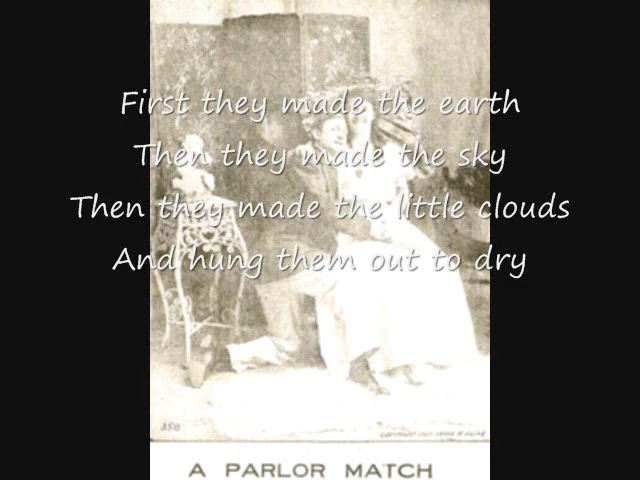 First they made the earth
Then they made the sky
Then they made the little clouds
And hung them out to dry
358
A PARLOR MATCH